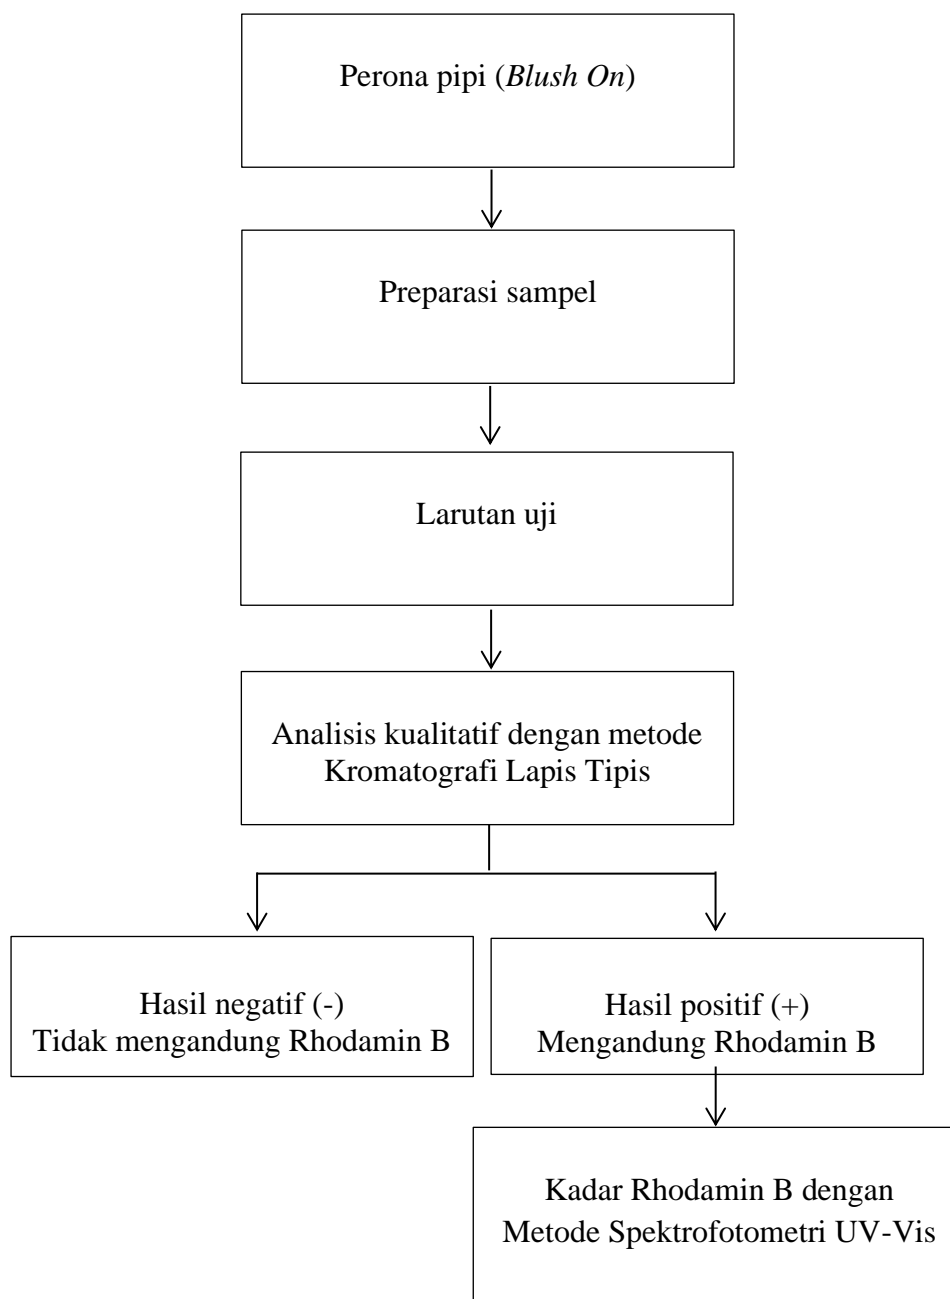 Perona pipi (Blush On)
Preparasi sampel
Larutan uji
Analisis kualitatif dengan metode
Kromatografi Lapis Tipis
Hasil negatif (-)
Tidak mengandung Rhodamin B
Hasil positif (+)
Mengandung Rhodamin B
Kadar Rhodamin B dengan
Metode Spektrofotometri UV-Vis